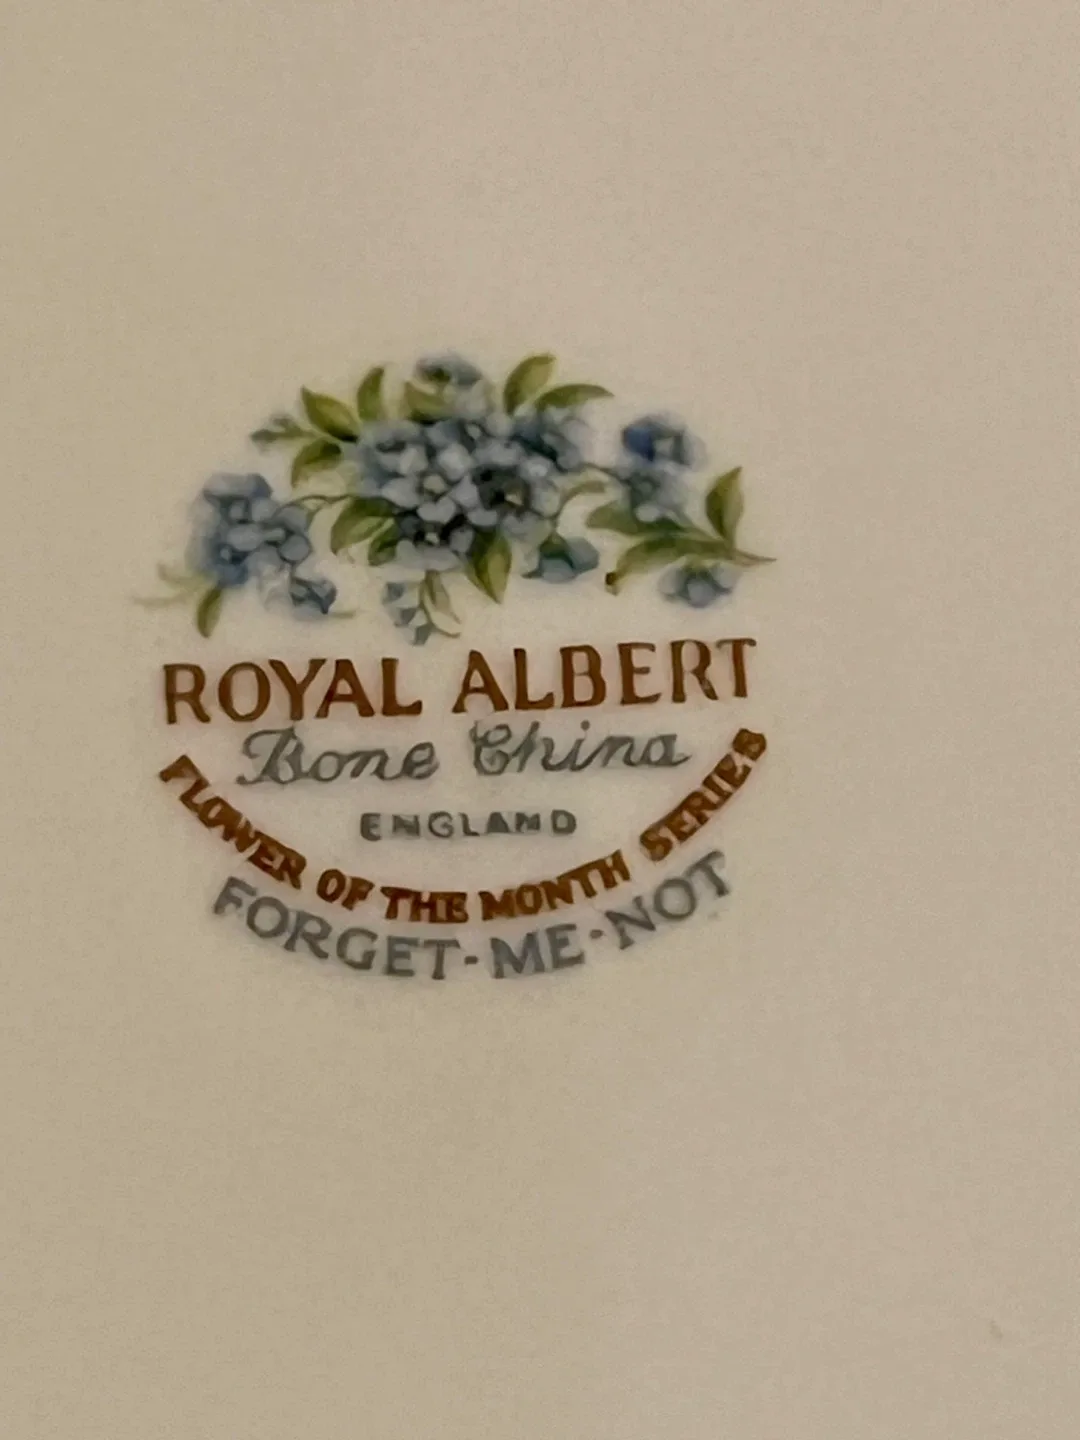 ROYAL ALBERT
Bone China
ENGLAND
FLOWER OF THE MONTH SERIES
FORGET-ME-NOT